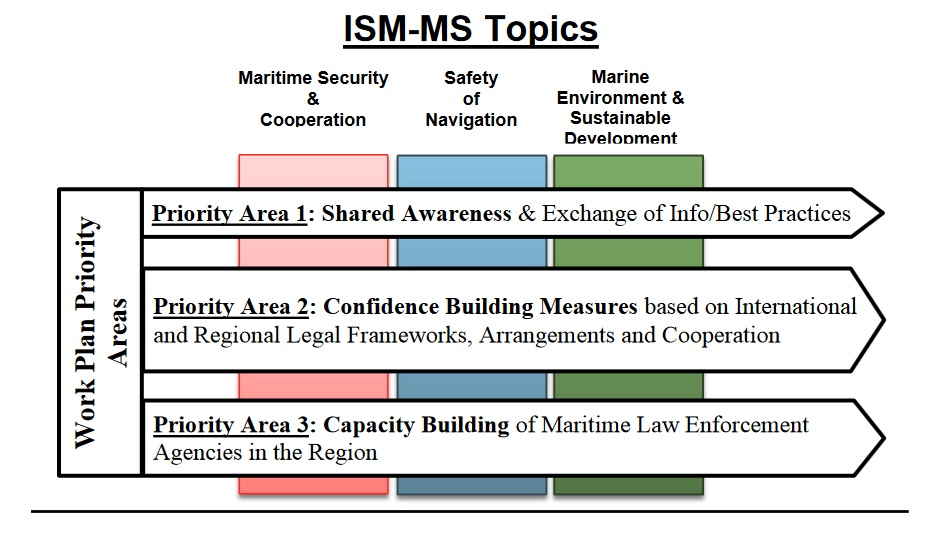 ISM-MS Topics
Maritime Security
&
Cooperation
Safety
of
Navigation
Marine
Environment &
Sustainable
Development
Work Plan Priority
Areas
Priority Area 1: Shared Awareness & Exchange of Info/Best Practices
Priority Area 2: Confidence Building Measures based on International
and Regional Legal Frameworks, Arrangements and Cooperation
Priority Area 3: Capacity Building of Maritime Law Enforcement
Agencies in the Region